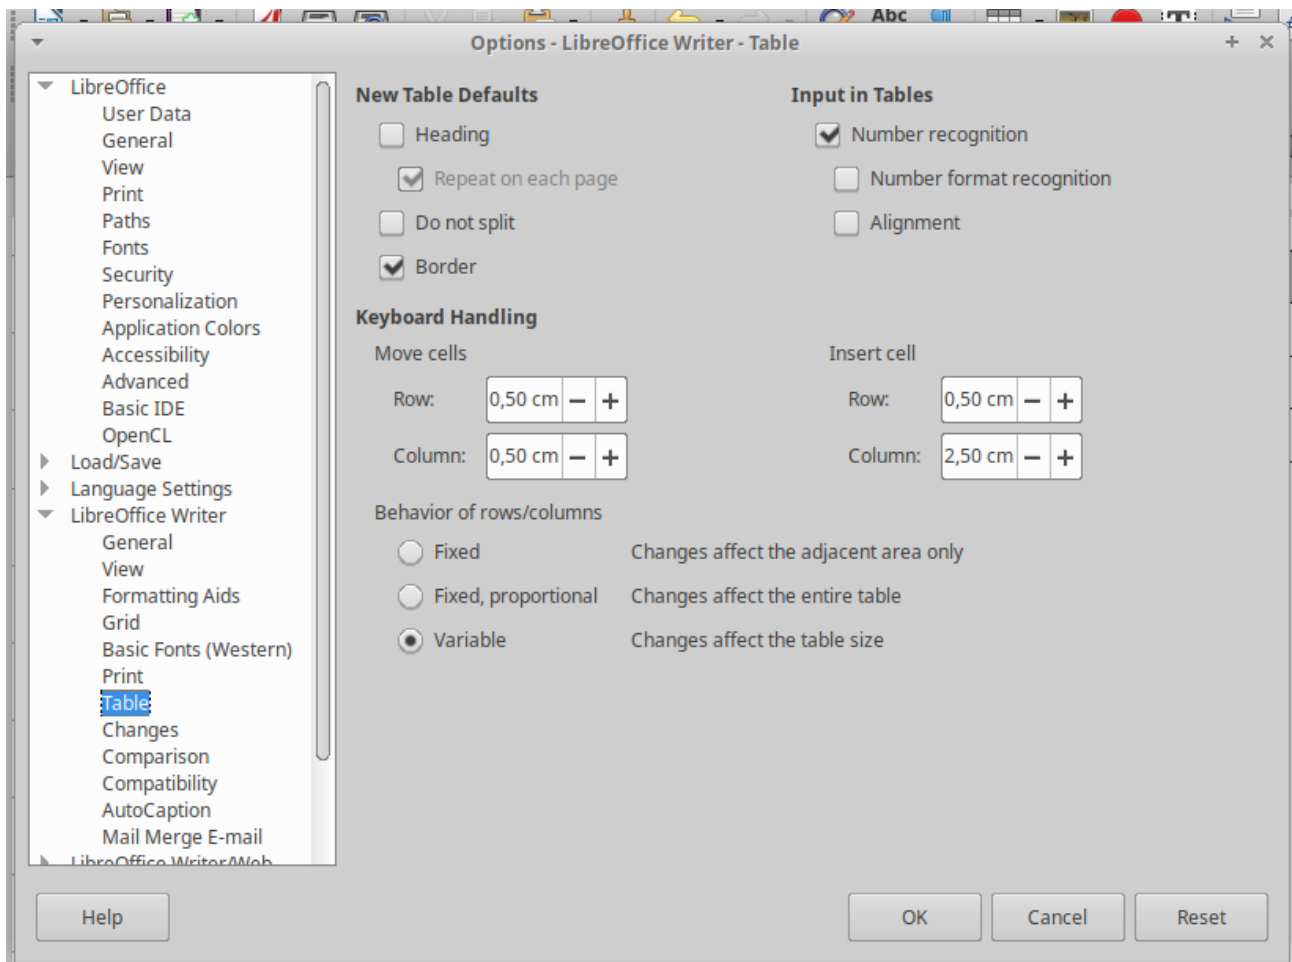 Abc
Options - LibreOffice Writer - Table
LibreOffice
User Data
General
View
Print
Paths
Fonts
Security
Personalization
Application Colors
Accessibility
Advanced
Basic IDE
OpenCL
Load/Save
Language Settings
LibreOffice Writer
General
View
Formatting Aids
Grid
Basic Fonts (Western)
Print
Table
Changes
Comparison
Compatibility
AutoCaption
Mail Merge E-mail
LibreOffice Writer/Web
New Table Defaults
Heading
Repeat on each page
Do not split
Border
Input in Tables
Number recognition
Number format recognition
Alignment
Keyboard Handling
Move cells
Row: 0,50 cm
Column: 0,50 cm
Insert cell
Row: 0,50 cm
Column: 2,50 cm
Behavior of rows/columns
Fixed Changes affect the adjacent area only
Fixed, proportional Changes affect the entire table
Variable Changes affect the table size
Help OK Cancel Reset